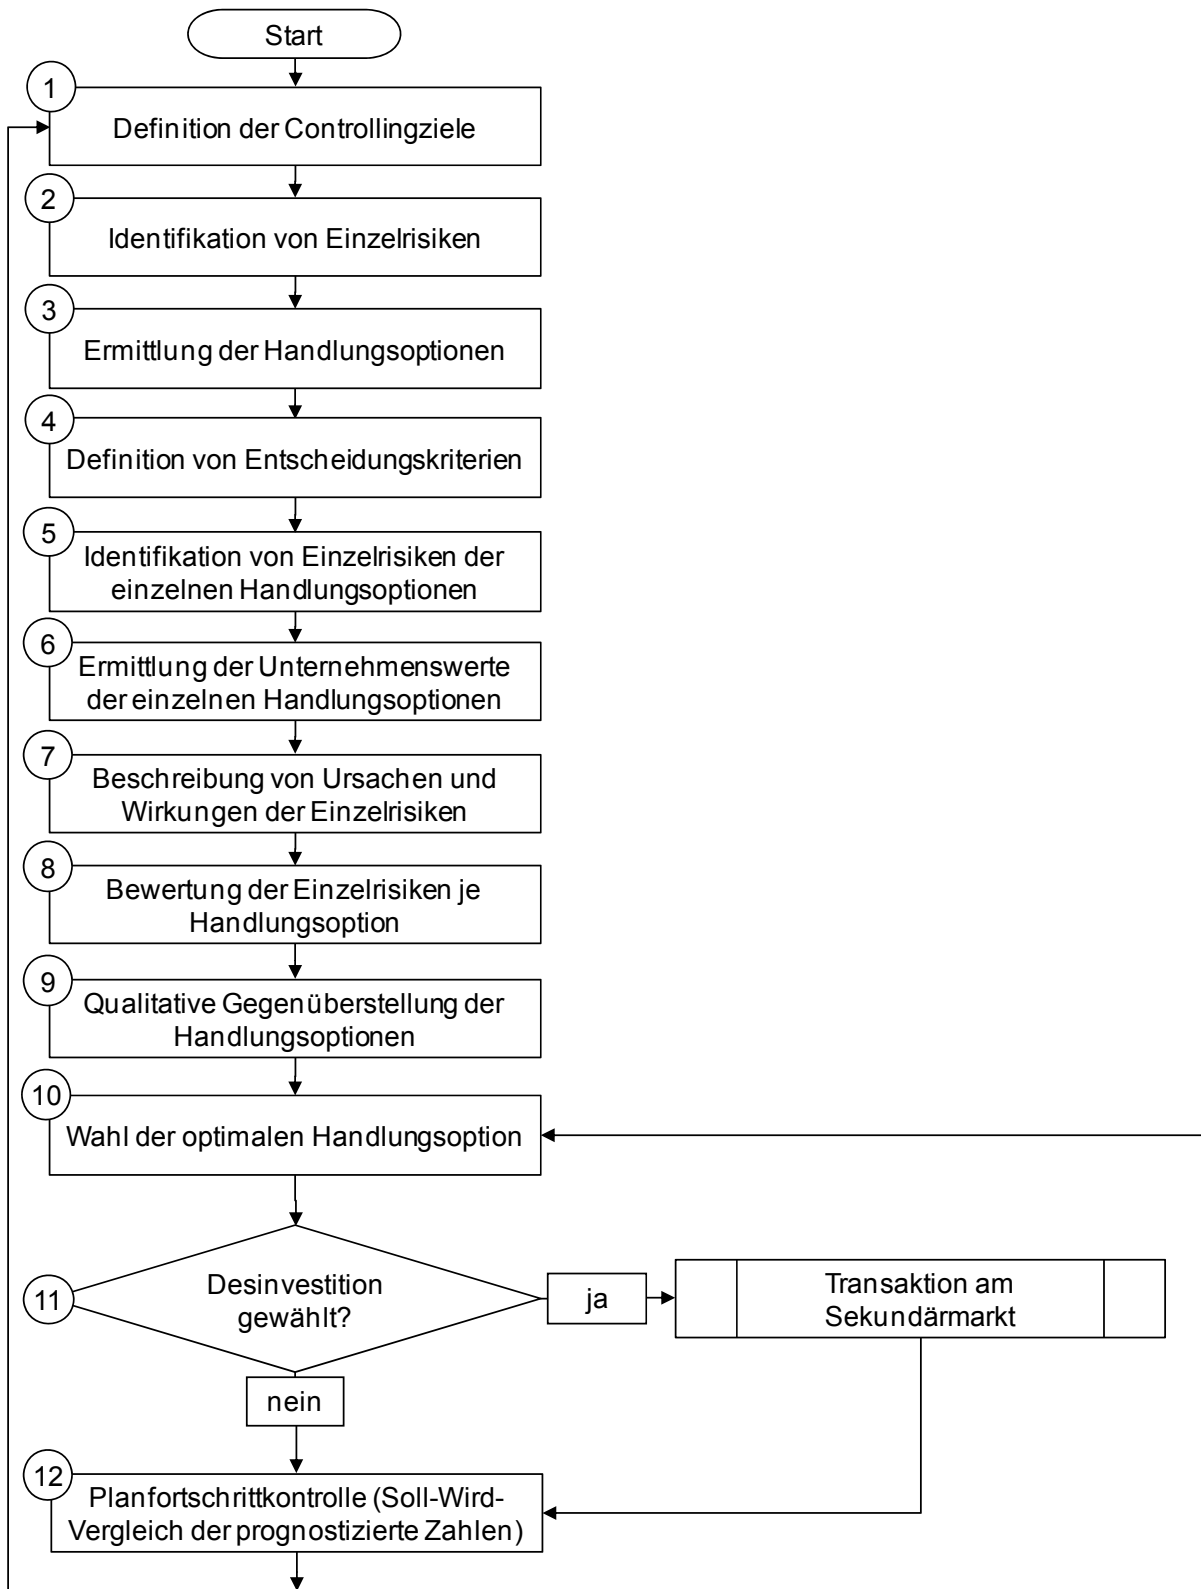 Start
1
Definition der Controllingziele
2
Identifikation von Einzelrisiken
3
Ermittlung der Handlungsoptionen
4
Definition von Entscheidungskriterien
5
Identifikation von Einzelrisiken der
einzelnen Handlungsoptionen
6
Ermittlung der Unternehmenswerte
der einzelnen Handlungsoptionen
7
Beschreibung von Ursachen und
Wirkungen der Einzelrisiken
8
Bewertung der Einzelrisiken je
Handlungsoption
9
Qualitative Gegenüberstellung der
Handlungsoptionen
10
Wahl der optimalen Handlungsoption
11
Desinvestition
gewählt?
ja
Transaktion am
Sekundärmarkt
nein
12
Planfortschrittkontrolle (Soll-Wird-
Vergleich der prognostizierte Zahlen)